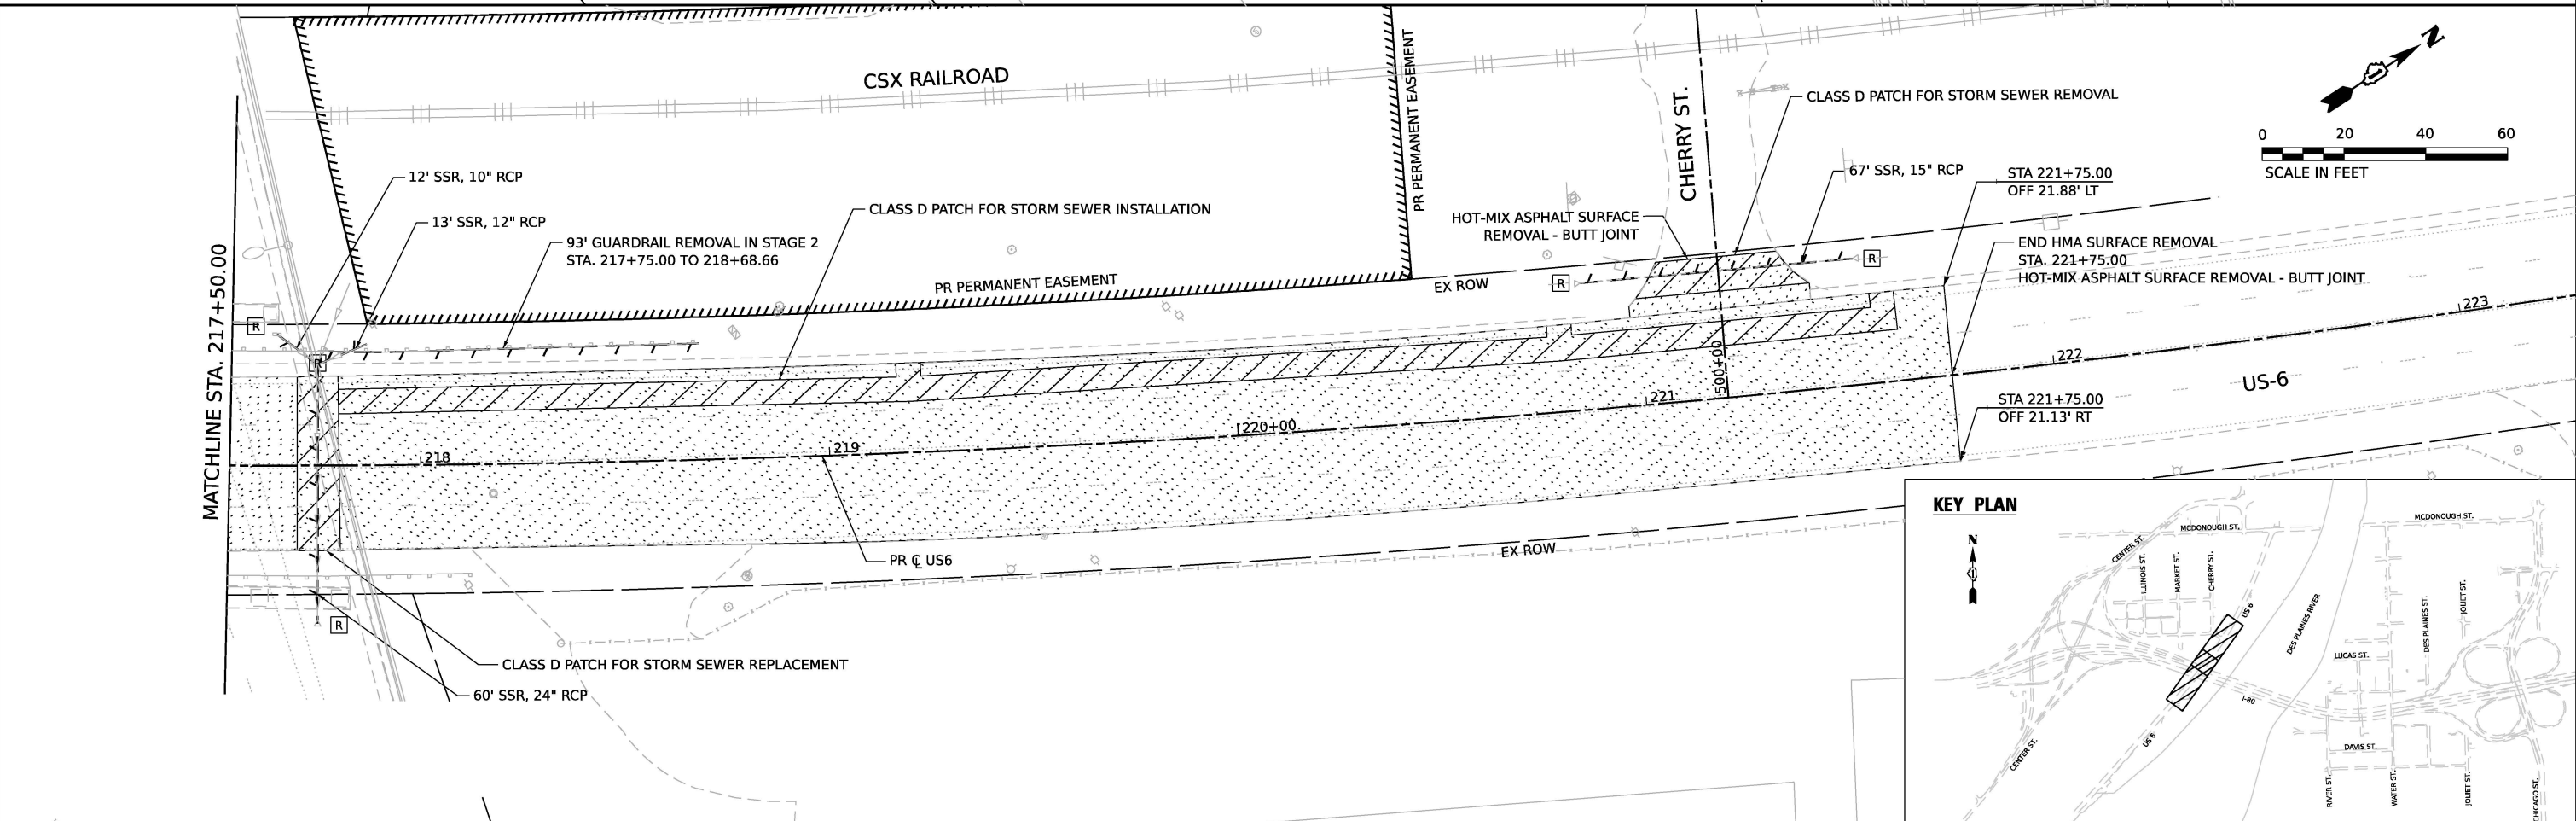 CSX RAILROAD
PR PERMANENT EASEMENT
CHERRY ST.
CLASS D PATCH FOR STORM SEWER REMOVAL
N
0 20 40 60
SCALE IN FEET
12' SSR, 10" RCP
13' SSR, 12" RCP
93' GUARDRAIL REMOVAL IN STAGE 2
STA. 217+75.00 TO 218+68.66
CLASS D PATCH FOR STORM SEWER INSTALLATION
67' SSR, 15" RCP
STA 221+75.00
OFF 21.88' LT
HOT-MIX ASPHALT SURFACE
REMOVAL - BUTT JOINT
END HMA SURFACE REMOVAL
STA. 221+75.00
HOT-MIX ASPHALT SURFACE REMOVAL - BUTT JOINT
PR PERMANENT EASEMENT
EX ROW
R
R
R
R
MATCHLINE STA. 217+50.00
218
219
220+00
221
500+00
222
223
US-6
STA 221+75.00
OFF 21.13' RT
EX ROW
PR ℄ US6
R
CLASS D PATCH FOR STORM SEWER REPLACEMENT
60' SSR, 24" RCP
KEY PLAN
N
MCDONOUGH ST.
MCDONOUGH ST.
CENTER ST.
ILLINOIS ST.
MARKET ST.
CHERRY ST.
US 6
DES PLAINES RIVER
DES PLAINES ST.
JOLIET ST.
LUCAS ST.
I-80
US 6
CENTER ST.
DAVIS ST.
RIVER ST.
WATER ST.
JOLIET ST.
CHICAGO ST.